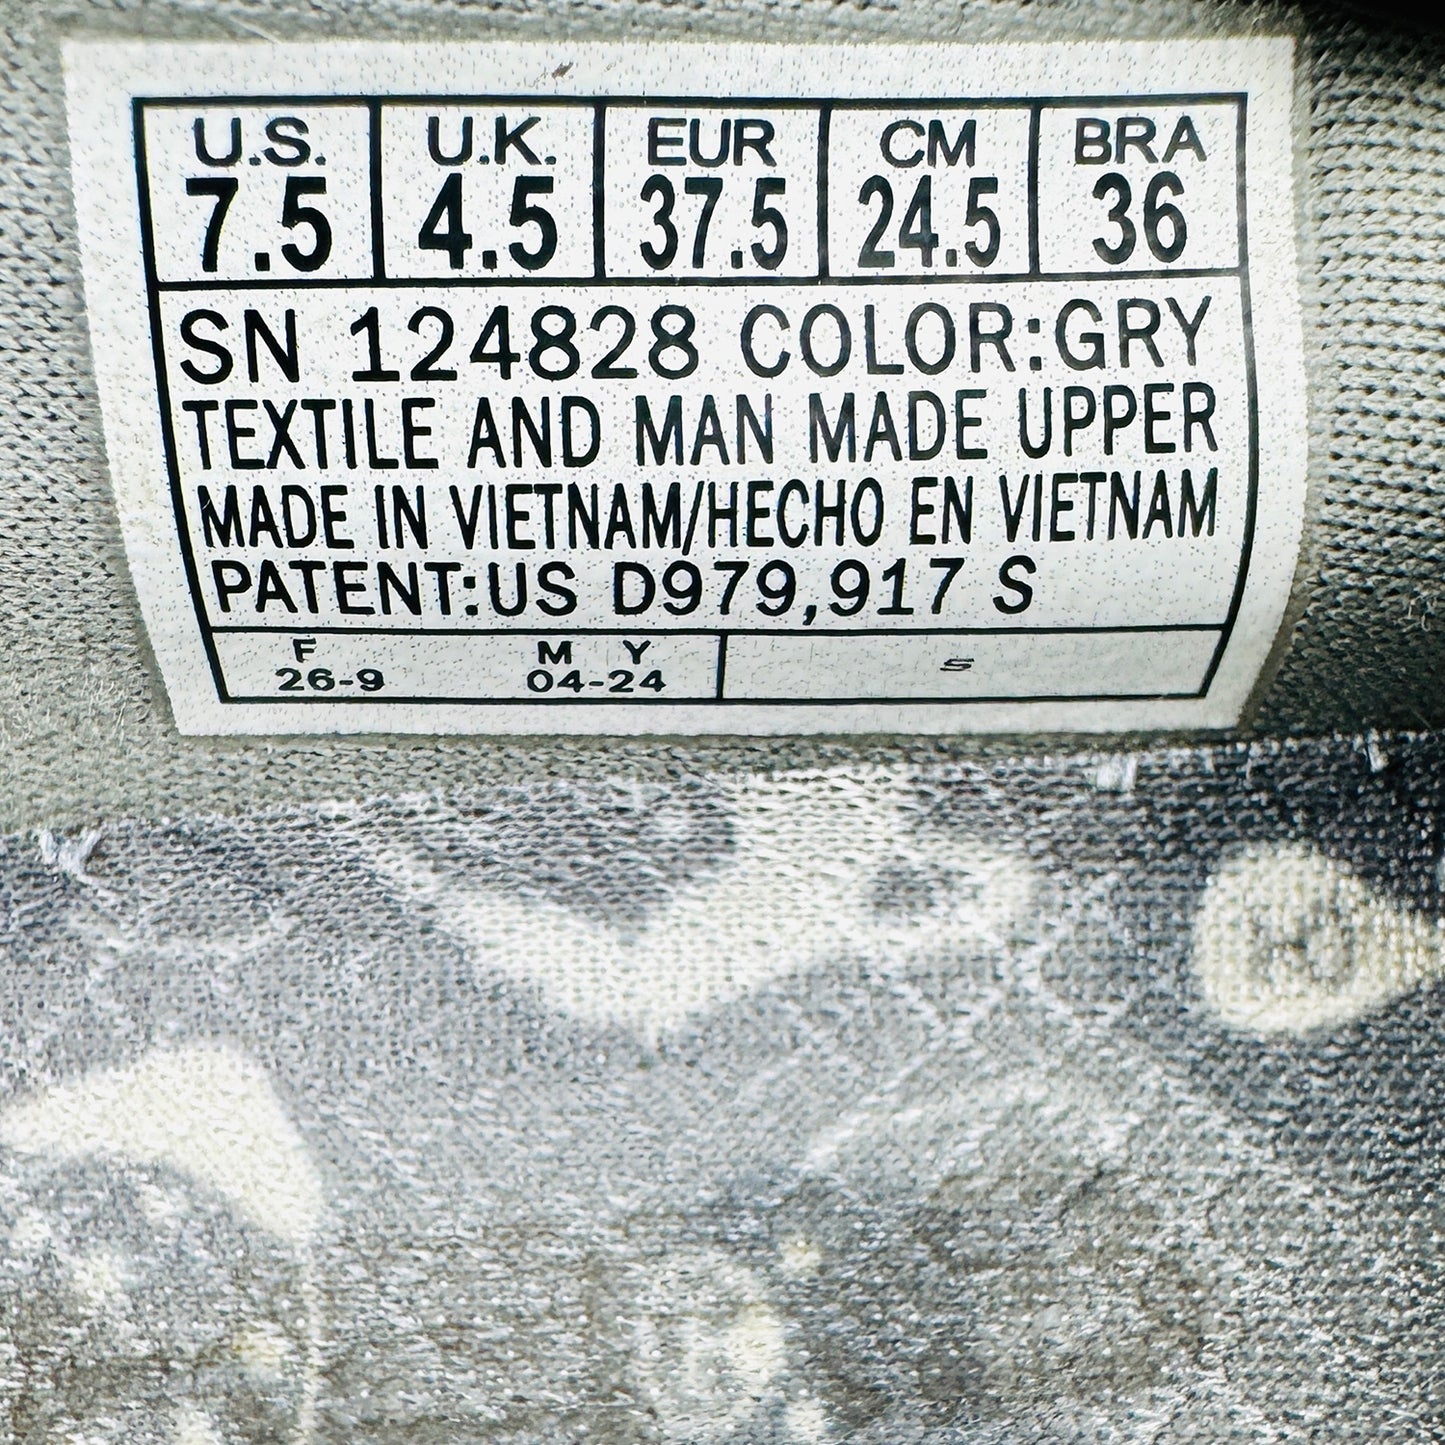 U.S. U.K. EUR CM BRA
7.5 4.5 37.5 24.5 36
SN 124828 COLOR:GRY
TEXTILE AND MAN MADE UPPER
MADE IN VIETNAM/HECHO EN VIETNAM
PATENT:US D979,917 S
F M Y
26-9 04-24 S